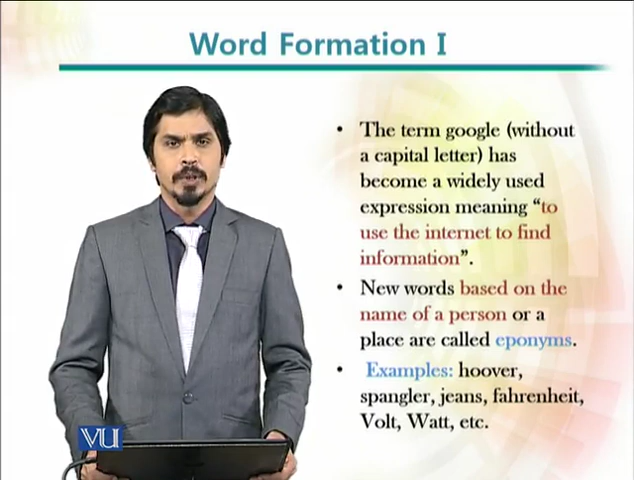 Word Formation I
• The term google (without
a capital letter) has
become a widely used
expression meaning “to
use the internet to find
information”.
• New words based on the
name of a person or a
place are called eponyms.
• Examples: hoover,
spangler, jeans, fahrenheit,
Volt, Watt, etc.
VU